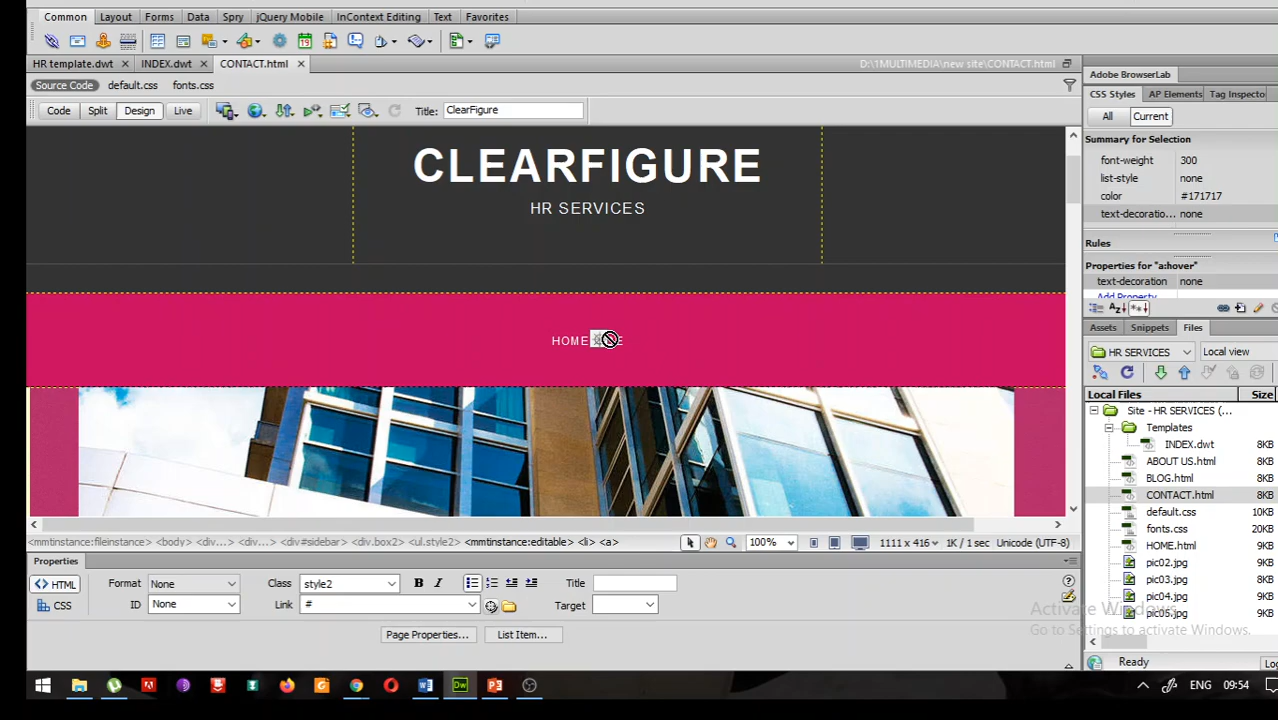 Common Layout Forms Data Spry jQuery Mobile InContext Editing Text Favorites
HR template.dwt INDEX.dwt CONTACT.html D:\1MULTIMEDIA\new site\CONTACT.html
Source Code default.css fonts.css
Code Split Design Live Title: ClearFigure
CLEARFIGURE
HR SERVICES
HOME
Adobe BrowserLab
CSS Styles AP Elements Tag Inspecto
All Current
Summary for Selection
font-weight 300
list-style none
color #171717
text-decoratio... none
Rules
Properties for "a:hover"
text-decoration none
Add Property
Assets Snippets Files
HR SERVICES Local view
Local Files Size
Site - HR SERVICES (...
Templates
INDEX.dwt 8KB
ABOUT US.html 8KB
BLOG.html 8KB
CONTACT.html 8KB
default.css 10KB
fonts.css 8KB
HOME.html 9KB
pic02.jpg 9KB
pic03.jpg 9KB
pic04.jpg 9KB
pic05.jpg 9KB
<mmtinstance:fileinstance> <body> <div...> <div...> <div#sidebar> <div.box2> <ul.style2> <mmtinstance:editable> <li> <a> 100% 1111 x 416 1K / 1 sec Unicode (UTF-8)
Properties
HTML Format None Class style2 B I Title
CSS ID None Link # Target
Page Properties... List Item...
Activate Windows
Go to Settings to activate Windows.
Ready Log
ENG 09:54